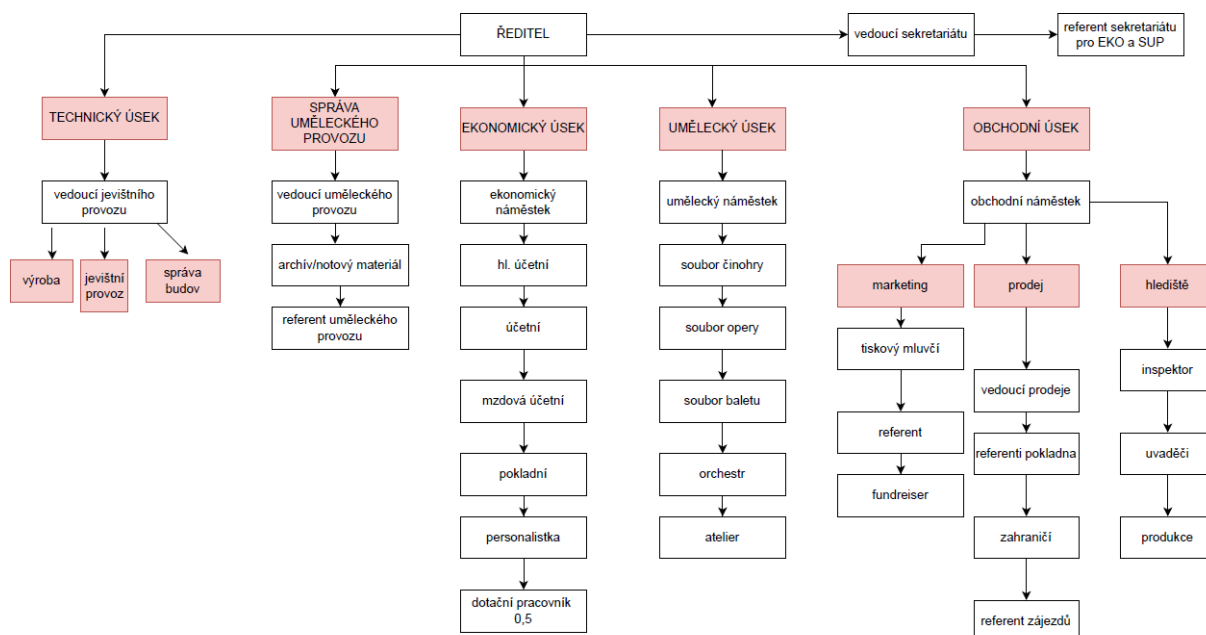 ŘEDITEL
vedoucí sekretariátu
referent sekretariátu
pro EKO a SUP
TECHNICKÝ ÚSEK
SPRÁVA
UMĚLECKÉHO
PROVOZU
EKONOMICKÝ ÚSEK
UMĚLECKÝ ÚSEK
OBCHODNÍ ÚSEK
vedoucí jevištního
provozu
vedoucí uměleckého
provozu
ekonomický
náměstek
umělecký náměstek
obchodní náměstek
výroba
jevištní
provoz
správa
budov
archív/notový materiál
hl. účetní
soubor činohry
marketing
prodej
hlediště
referent uměleckého
provozu
účetní
soubor opery
tiskový mluvčí
inspektor
mzdová účetní
soubor baletu
vedoucí prodeje
referent
referenti pokladna
uvaděči
pokladní
orchestr
fundreiser
personalistka
atelier
zahraničí
produkce
dotační pracovník
0,5
referent zájezdů